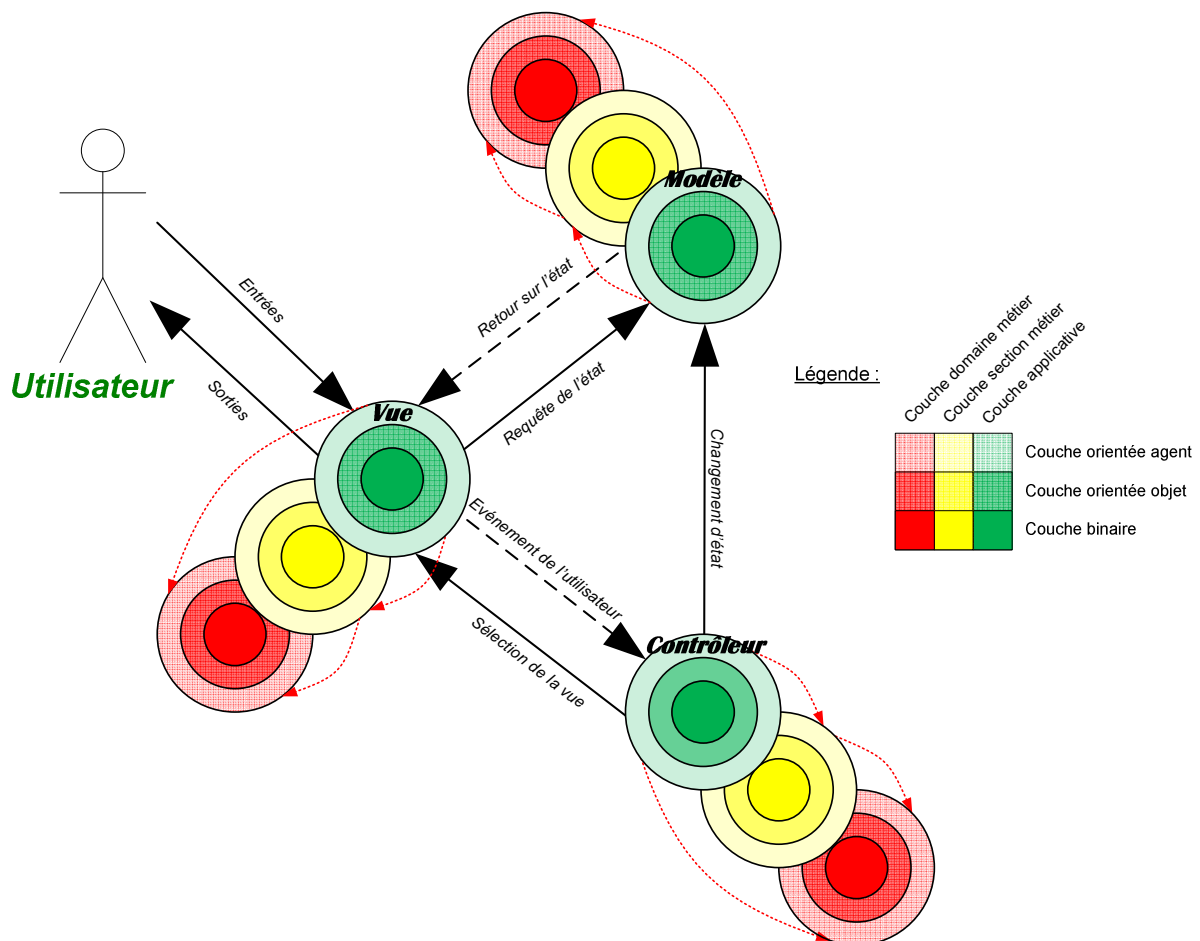 Modèle
Entrées
Retour sur l'état
Utilisateur
Sorties
Vue
Requête de l'état
Légende :
Couche domaine métier
Couche section métier
Couche applicative
Couche orientée agent
Couche orientée objet
Couche binaire
Changement d'état
Evénement de l'utilisateur
Sélection de la vue
Contrôleur